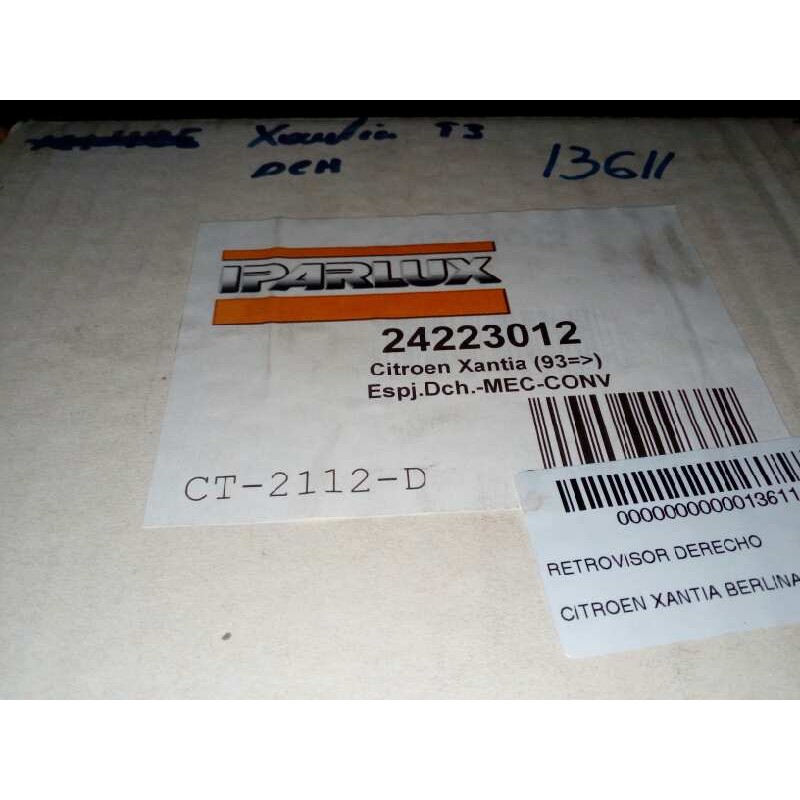 Xantia 93
DCH
13611
IPARLUX
24223012
Citroen Xantia (93=>)
Espj.Dch.-MEC-CONV
CT-2112-D
0000000000013611
RETROVISOR DERECHO
CITROEN XANTIA BERLINA